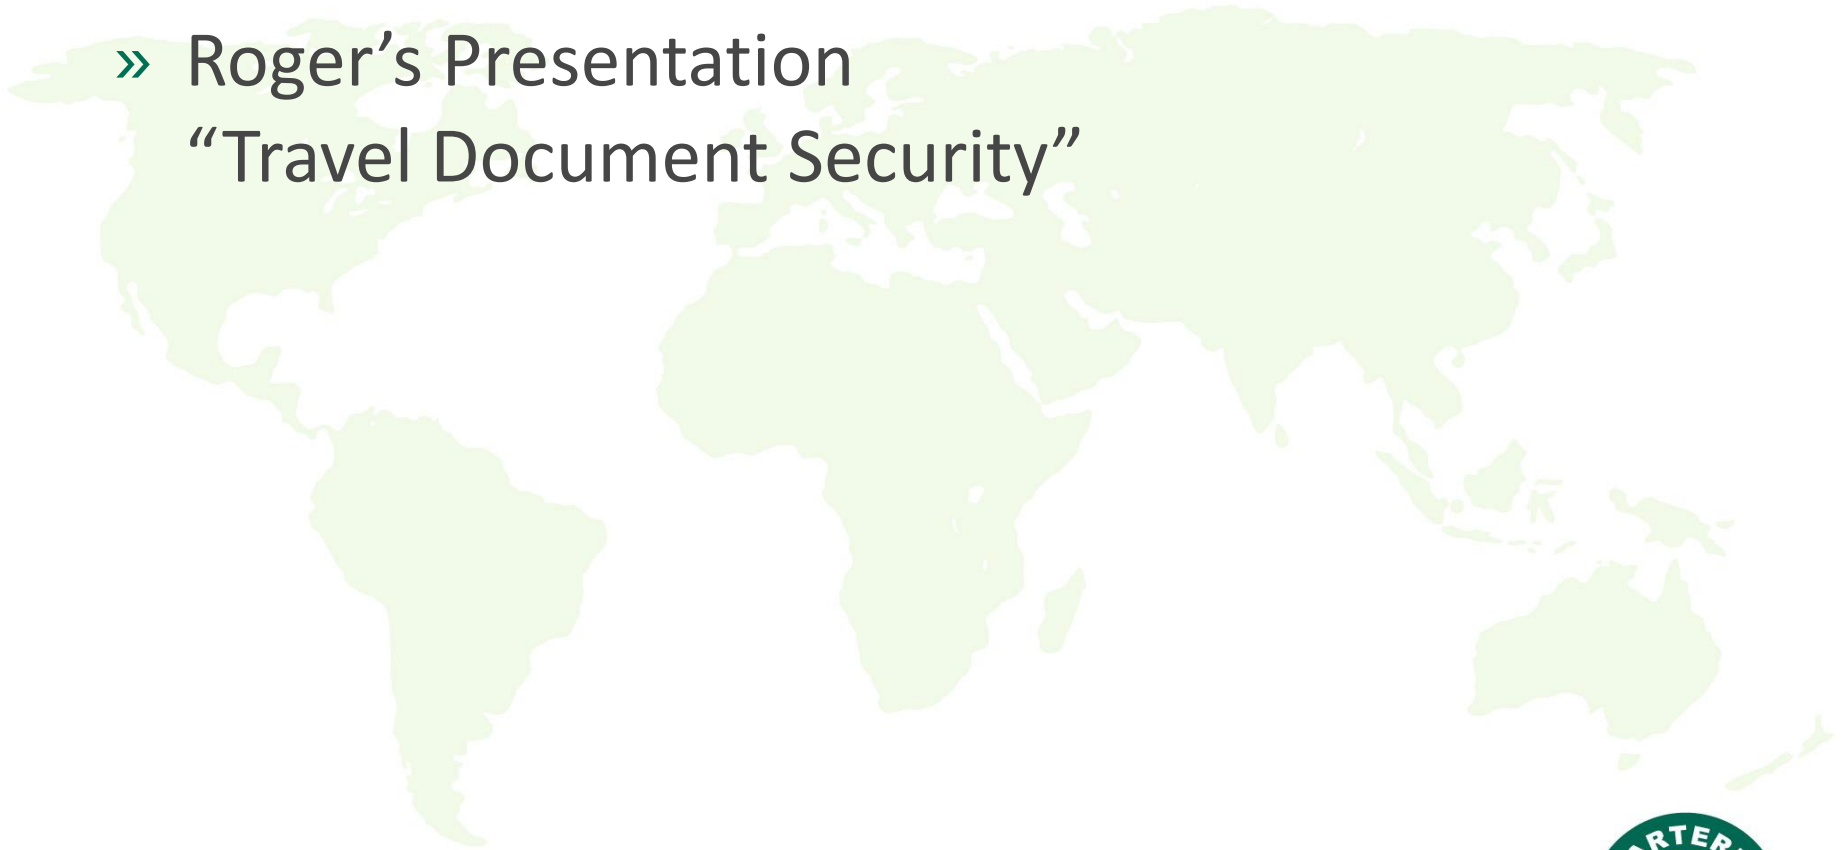 » Roger’s Presentation
“Travel Document Security”